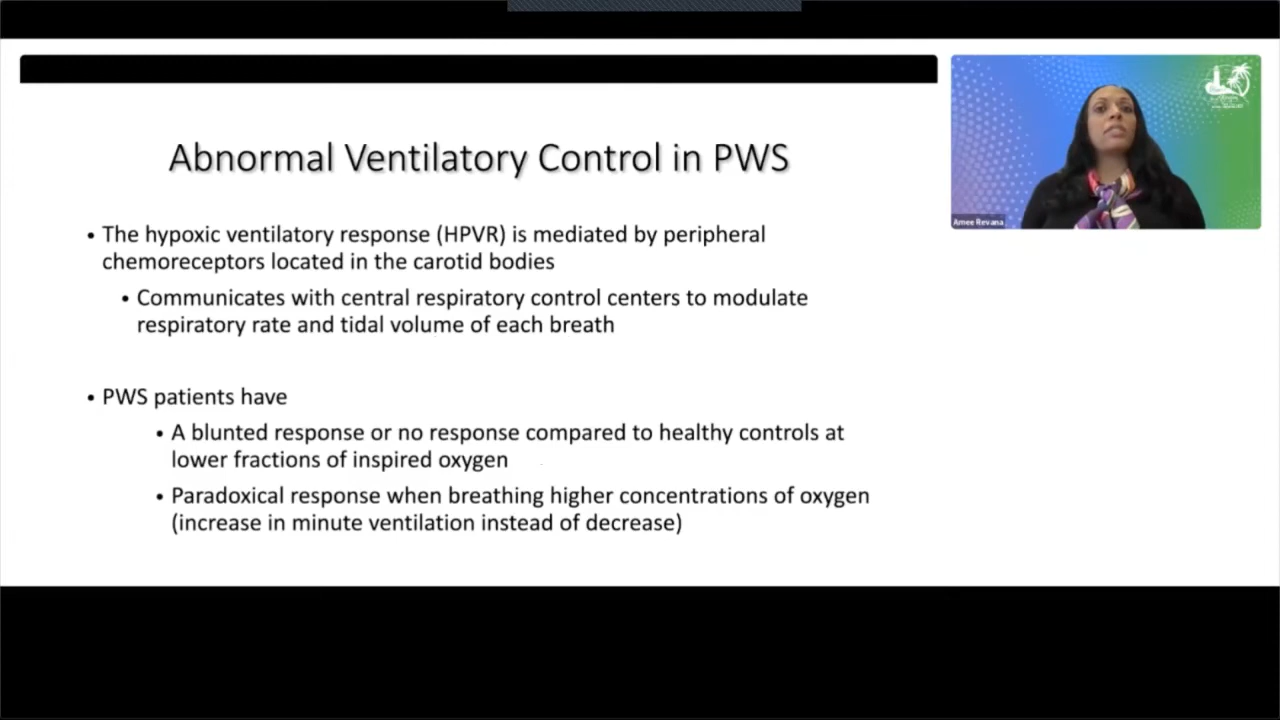 Abnormal Ventilatory Control in PWS
• The hypoxic ventilatory response (HPVR) is mediated by peripheral
chemoreceptors located in the carotid bodies
• Communicates with central respiratory control centers to modulate
respiratory rate and tidal volume of each breath
• PWS patients have
• A blunted response or no response compared to healthy controls at
lower fractions of inspired oxygen
• Paradoxical response when breathing higher concentrations of oxygen
(increase in minute ventilation instead of decrease)
Amee Revana